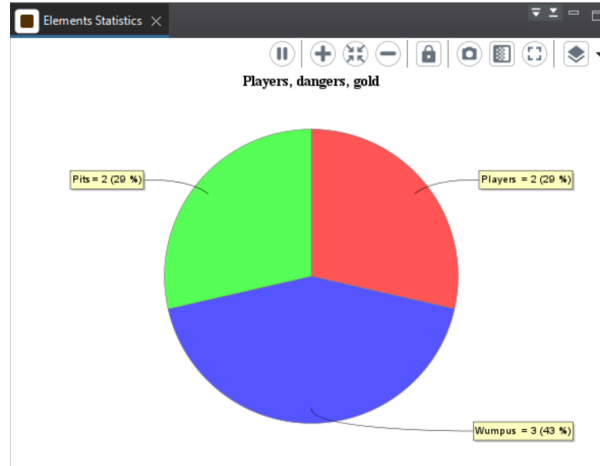 Elements Statistics
Players, dangers, gold
Pits = 2 (29 %)
Players = 2 (29 %)
Wumpus = 3 (43 %)